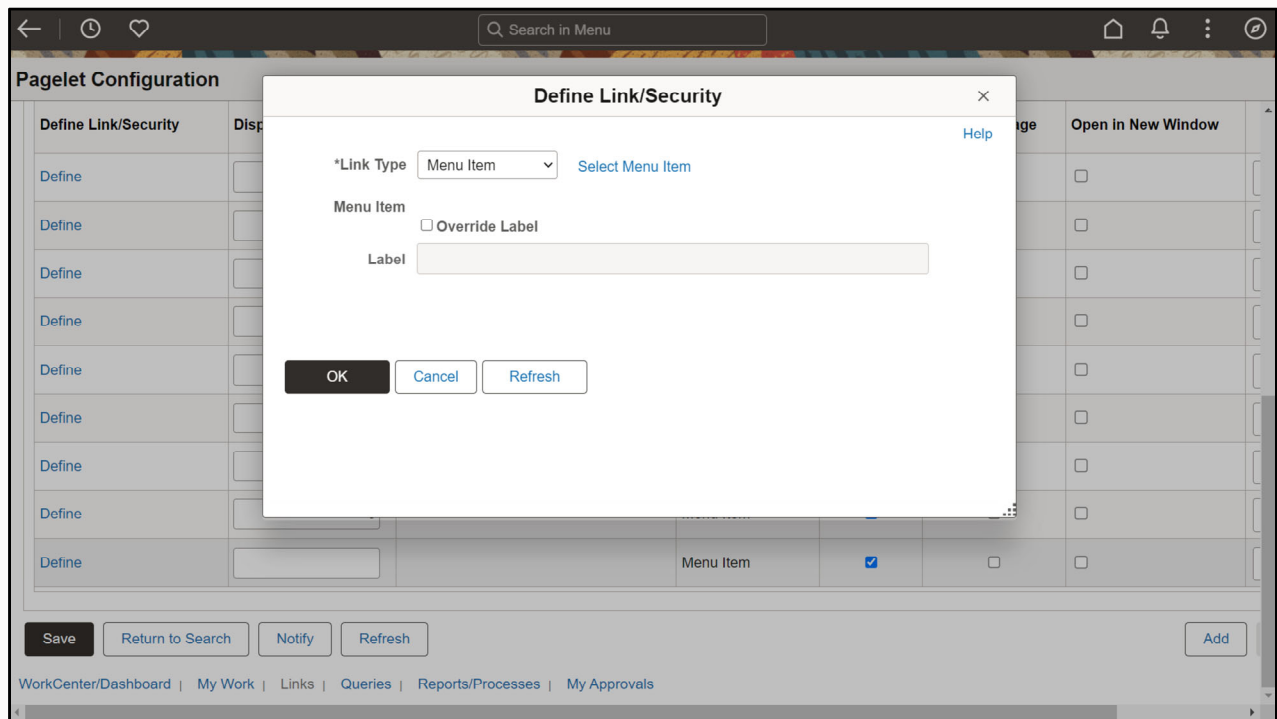 Search in Menu
Pagelet Configuration
Define Link/Security
×
Help
*Link Type Menu Item Select Menu Item
Menu Item
Override Label
Label
OK Cancel Refresh
Define Link/Security Open in New Window
Define
Define
Define
Define
Define
Define
Define
Define
Define Menu Item
Save Return to Search Notify Refresh Add
WorkCenter/Dashboard | My Work | Links | Queries | Reports/Processes | My Approvals